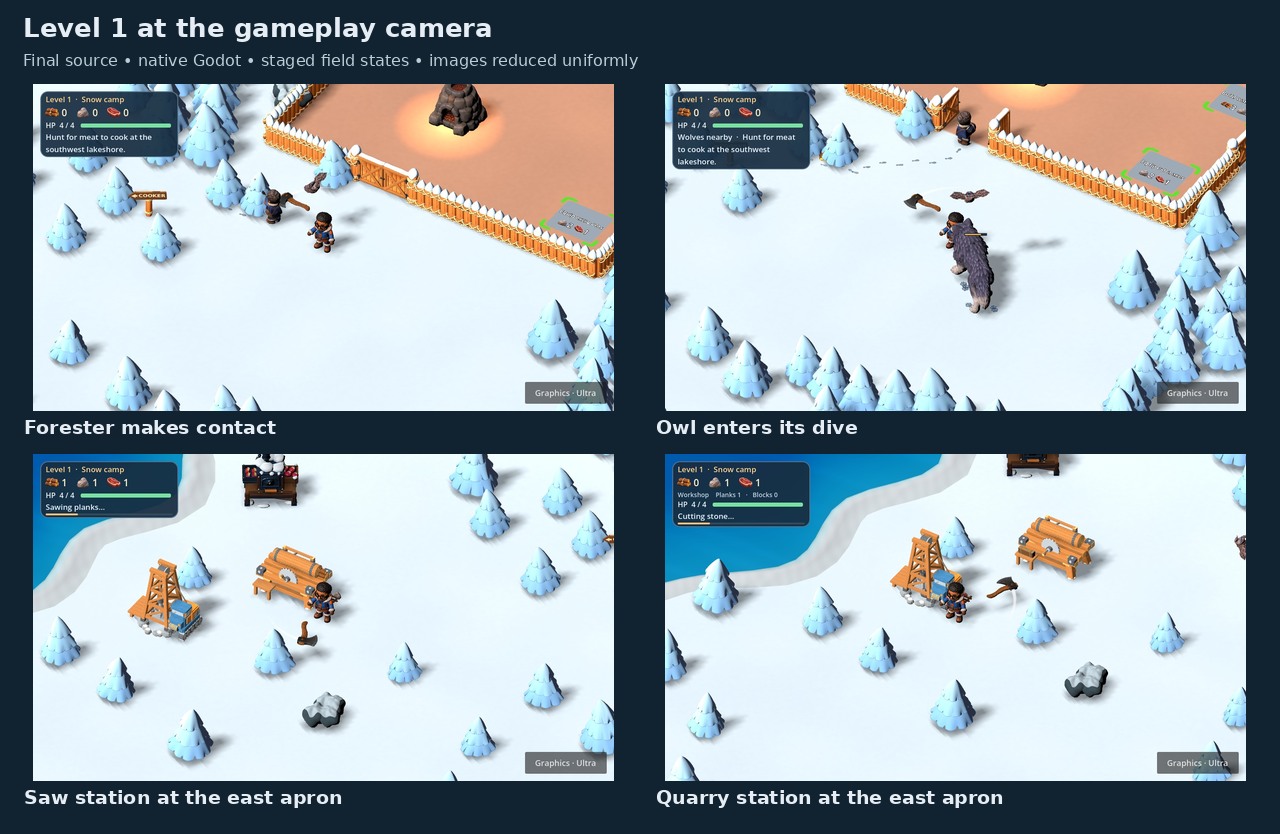 Level 1 at the gameplay camera
Final source • native Godot • staged field states • images reduced uniformly
Level 1 · Snow camp
0 0 0
HP 4 / 4
Hunt for meat to cook at the
southwest lakeshore.
COOKER
Graphics · Ultra
Forester makes contact
Level 1 · Snow camp
0 0 0
HP 4 / 4
Wolves nearby · Hunt for meat
to cook at the southwest
lakeshore.
Graphics · Ultra
Owl enters its dive
Level 1 · Snow camp
1 1 1
HP 4 / 4
Sawing planks...
Graphics · Ultra
Saw station at the east apron
Level 1 · Snow camp
0 1 1
Workshop Planks 1 · Blocks 0
HP 4 / 4
Cutting stone...
Graphics · Ultra
Quarry station at the east apron